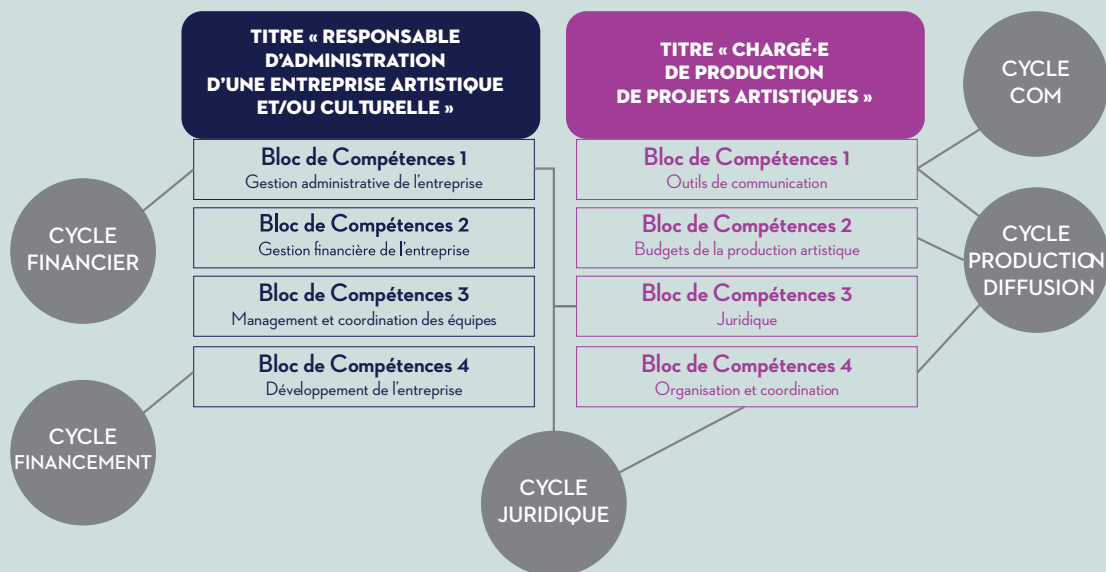 TITRE « RESPONSABLE
D'ADMINISTRATION
D'UNE ENTREPRISE ARTISTIQUE
ET/OU CULTURELLE »
TITRE « CHARGÉ·E
DE PRODUCTION
DE PROJETS ARTISTIQUES »
CYCLE
COM
Bloc de Compétences 1
Gestion administrative de l'entreprise
Bloc de Compétences 1
Outils de communication
CYCLE
FINANCIER
Bloc de Compétences 2
Gestion financière de l'entreprise
Bloc de Compétences 2
Budgets de la production artistique
CYCLE
PRODUCTION
DIFFUSION
Bloc de Compétences 3
Management et coordination des équipes
Bloc de Compétences 3
Juridique
Bloc de Compétences 4
Développement de l'entreprise
Bloc de Compétences 4
Organisation et coordination
CYCLE
FINANCEMENT
CYCLE
JURIDIQUE